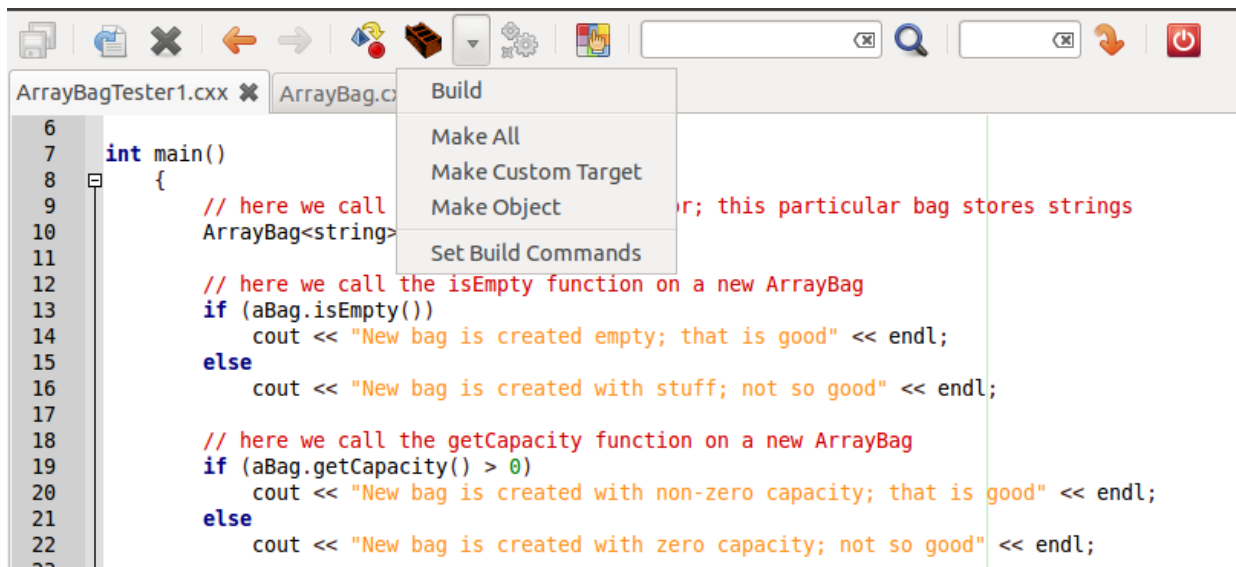 ArrayBagTester1.cxx ArrayBag.c
Build
Make All
Make Custom Target
Make Object
Set Build Commands
6
7 int main()
8 {
9 // here we call r; this particular bag stores strings
10 ArrayBag<string>
11
12 // here we call the isEmpty function on a new ArrayBag
13 if (aBag.isEmpty())
14 cout << "New bag is created empty; that is good" << endl;
15 else
16 cout << "New bag is created with stuff; not so good" << endl;
17
18 // here we call the getCapacity function on a new ArrayBag
19 if (aBag.getCapacity() > 0)
20 cout << "New bag is created with non-zero capacity; that is good" << endl;
21 else
22 cout << "New bag is created with zero capacity; not so good" << endl;